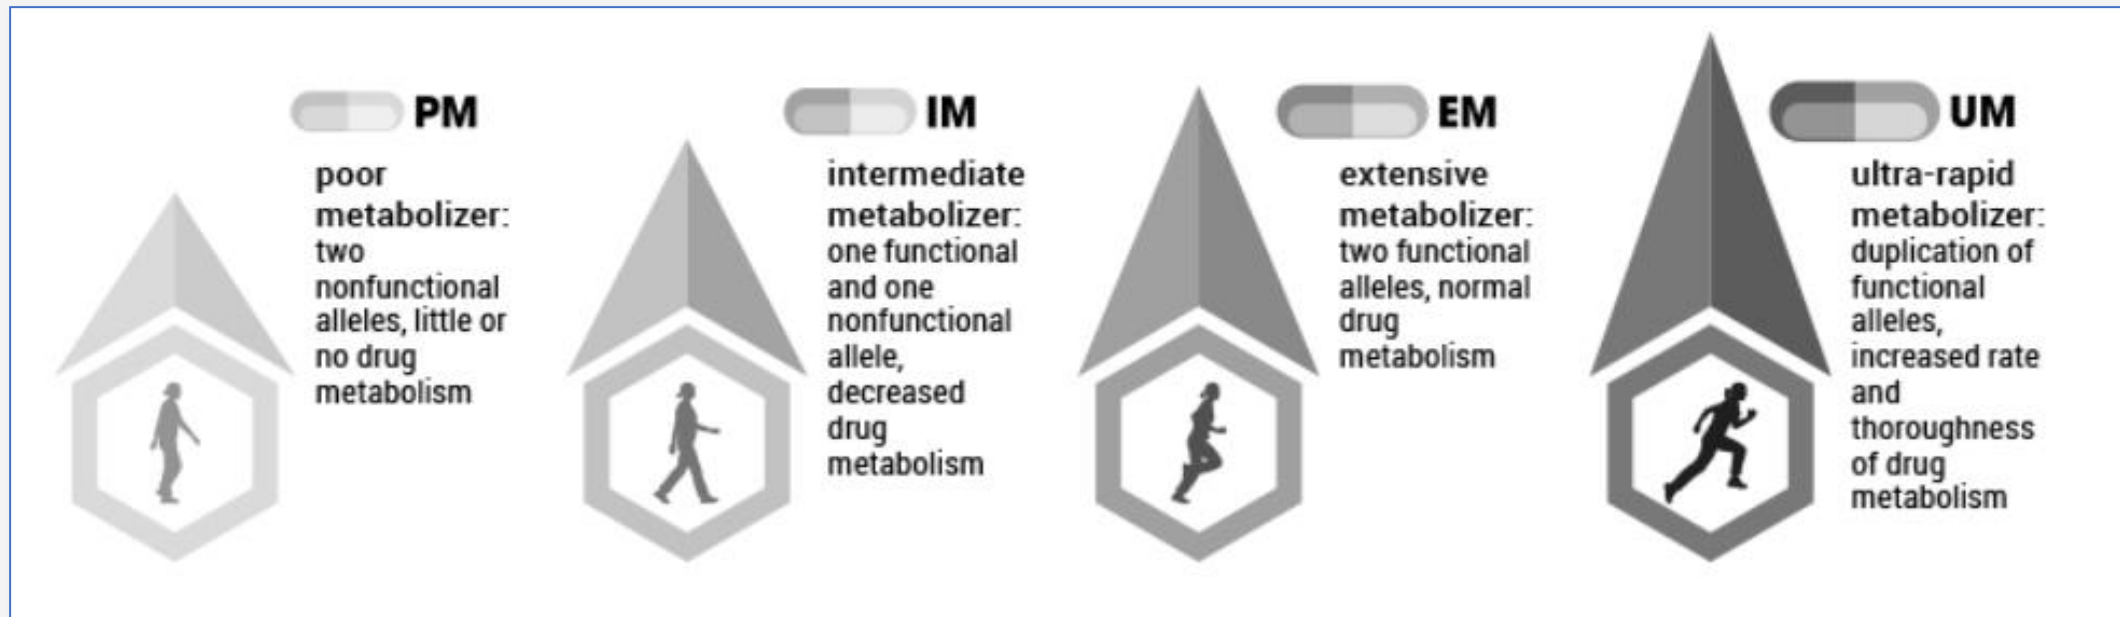 PM
poor
metabolizer:
two
nonfunctional
alleles, little or
no drug
metabolism
IM
intermediate
metabolizer:
one functional
and one
nonfunctional
allele,
decreased
drug
metabolism
EM
extensive
metabolizer:
two functional
alleles, normal
drug
metabolism
UM
ultra-rapid
metabolizer:
duplication of
functional
alleles,
increased rate
and
thoroughness
of drug
metabolism